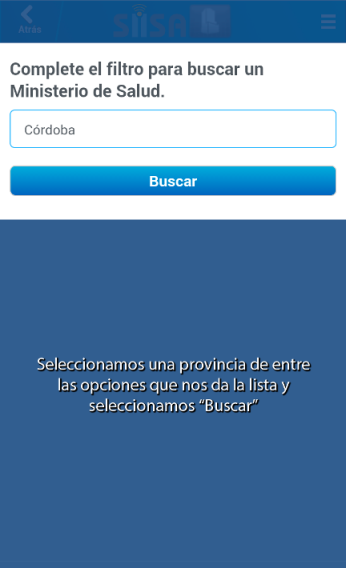 Atrás
SIISA
Complete el filtro para buscar un
Ministerio de Salud.
Córdoba
Buscar
Seleccionamos una provincia de entre
las opciones que nos da la lista y
seleccionamos “Buscar”